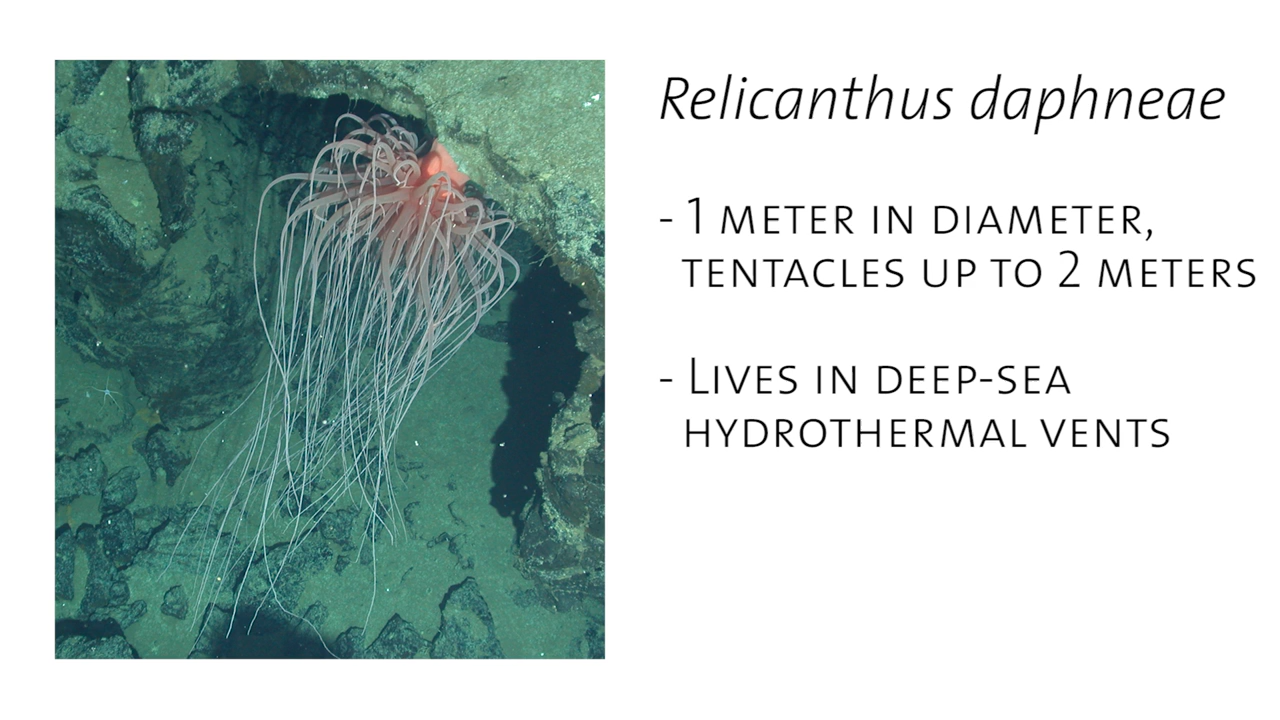 Relicanthus daphneae
- 1 meter in diameter,
tentacles up to 2 meters
- Lives in deep-sea
hydrothermal vents